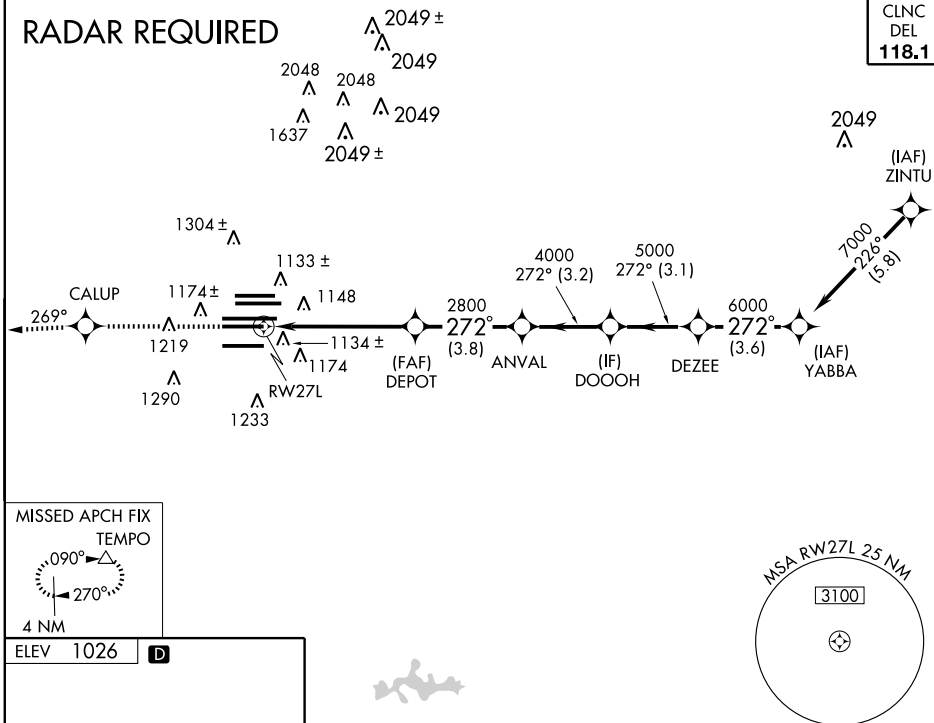 RADAR REQUIRED
CLNC
DEL
118.1
2049 ±
2049
2048
2048
2049
1637
2049 ±
2049
(IAF)
ZINTU
7000
226°
(5.8)
1304 ±
1133 ±
CALUP
1174 ±
1148
269°
1219
1134 ±
1174
1290
RW27L
1233
4000
272° (3.2)
5000
272° (3.1)
2800
272°
(3.8)
6000
272°
(3.6)
(FAF)
DEPOT
ANVAL
(IF)
DOOOH
DEZEE
(IAF)
YABBA
MISSED APCH FIX
TEMPO
090°
270°
4 NM
ELEV 1026 D
MSA RW27L 25 NM
3100